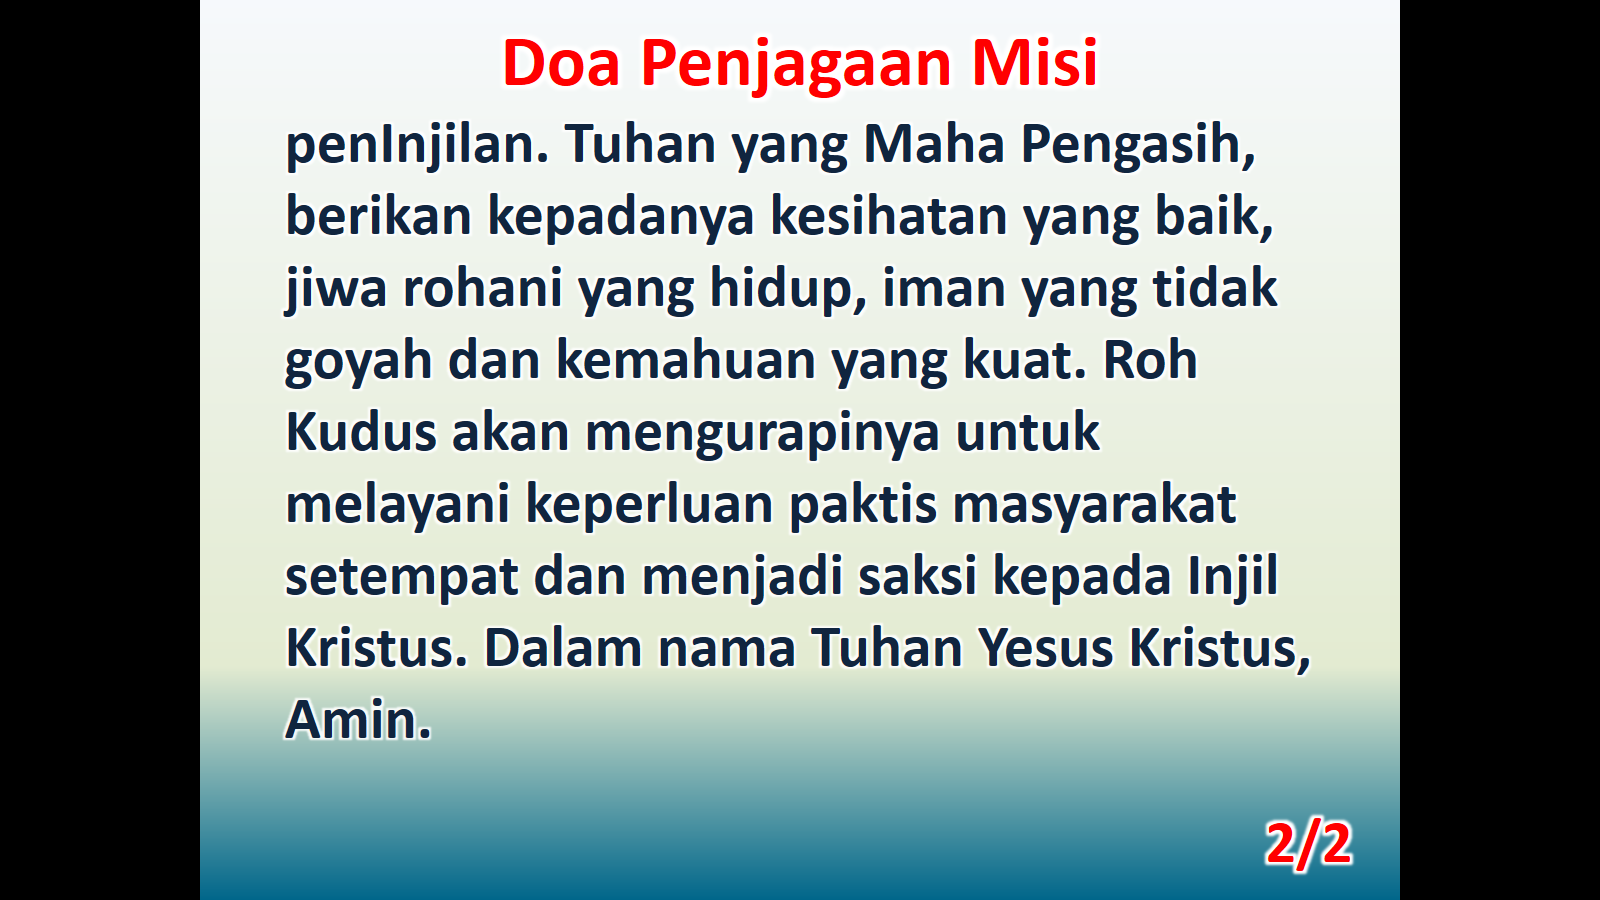 Doa Penjagaan Misi
penInjilan. Tuhan yang Maha Pengasih,
berikan kepadanya kesihatan yang baik,
jiwa rohani yang hidup, iman yang tidak
goyah dan kemahuan yang kuat. Roh
Kudus akan mengurapinya untuk
melayani keperluan paktis masyarakat
setempat dan menjadi saksi kepada Injil
Kristus. Dalam nama Tuhan Yesus Kristus,
Amin.
2/2